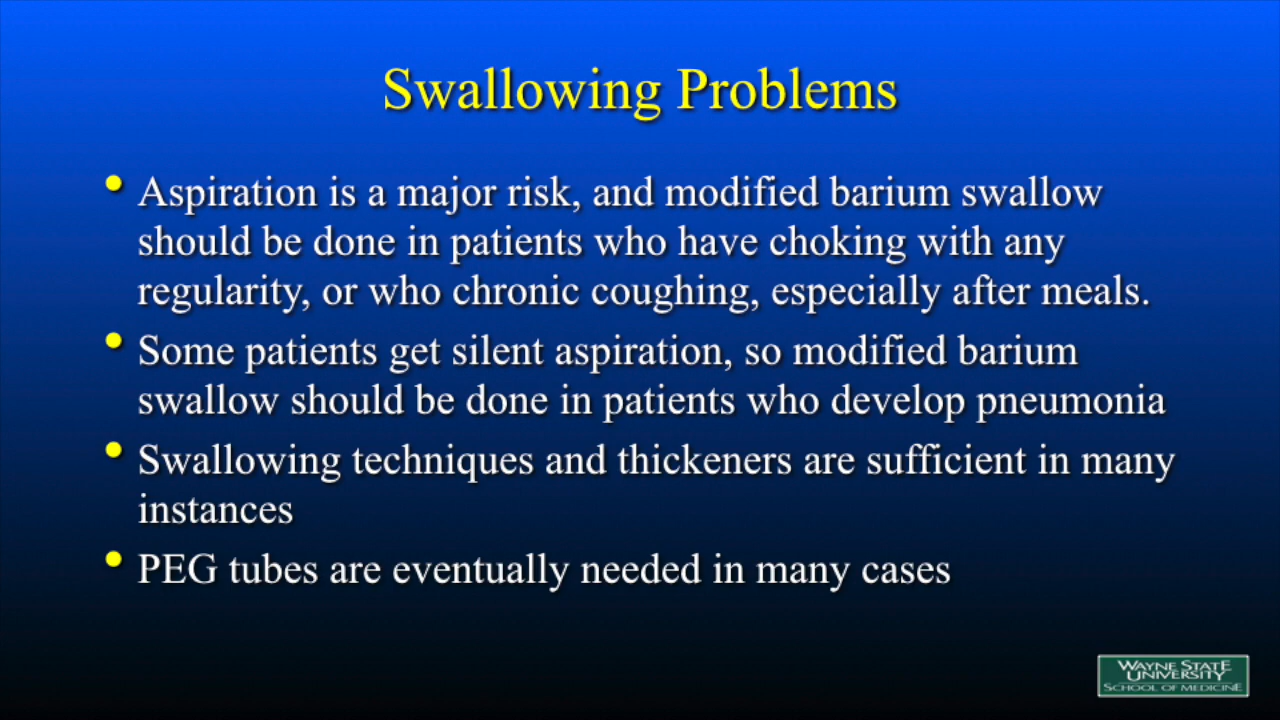 Swallowing Problems
• Aspiration is a major risk, and modified barium swallow
should be done in patients who have choking with any
regularity, or who chronic coughing, especially after meals.
• Some patients get silent aspiration, so modified barium
swallow should be done in patients who develop pneumonia
• Swallowing techniques and thickeners are sufficient in many
instances
• PEG tubes are eventually needed in many cases
WAYNE STATE
UNIVERSITY
SCHOOL OF MEDICINE